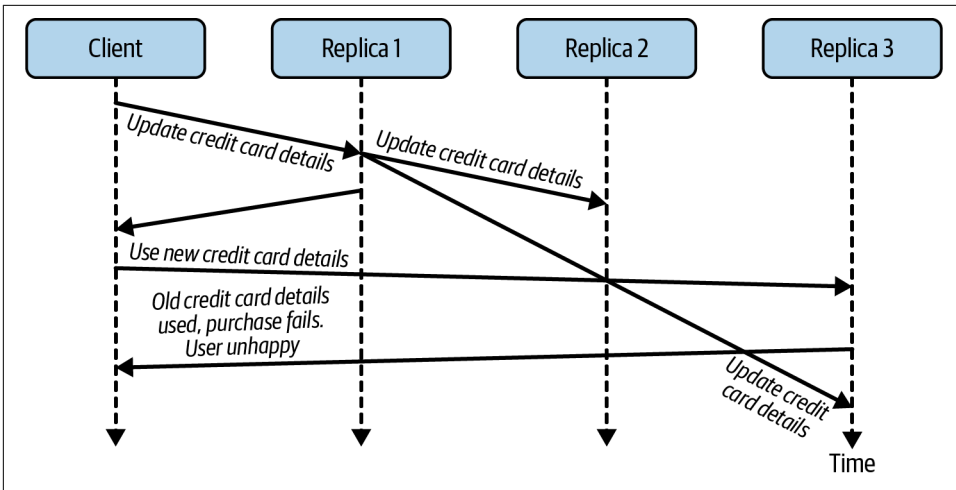 Client
Replica 1
Replica 2
Replica 3
Update credit card details
Update credit card details
Use new credit card details
Old credit card details
used, purchase fails.
User unhappy
Update credit
card details
Time